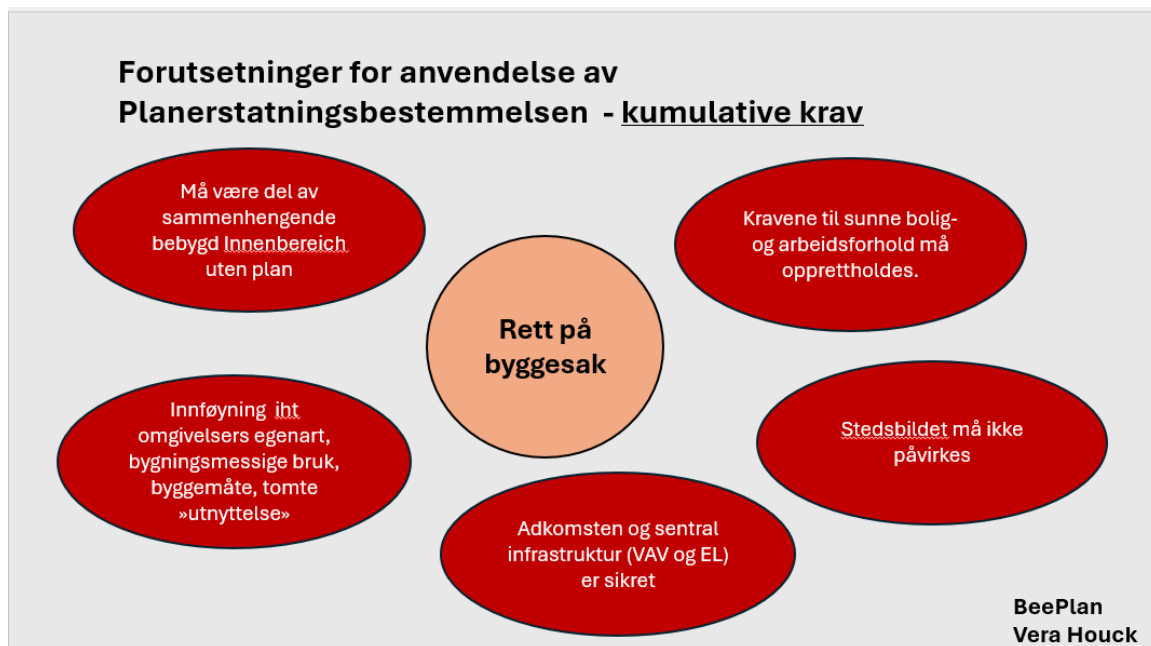 Forutsetninger for anvendelse av
Planerstatningsbestemmelsen - kumulative krav
Må være del av
sammenhengende
bebygd Innenbereich
uten plan
Kravene til sunne bolig-
og arbeidsforhold må
opprettholdes.
Rett på
byggesak
Innføyning iht
omgivelsers egenart,
bygningsmessige bruk,
byggemåte, tomte
»utnyttelse»
Stedsbildet må ikke
påvirkes
Adkomsten og sentral
infrastruktur (VAV og EL)
er sikret
BeePlan
Vera Houck